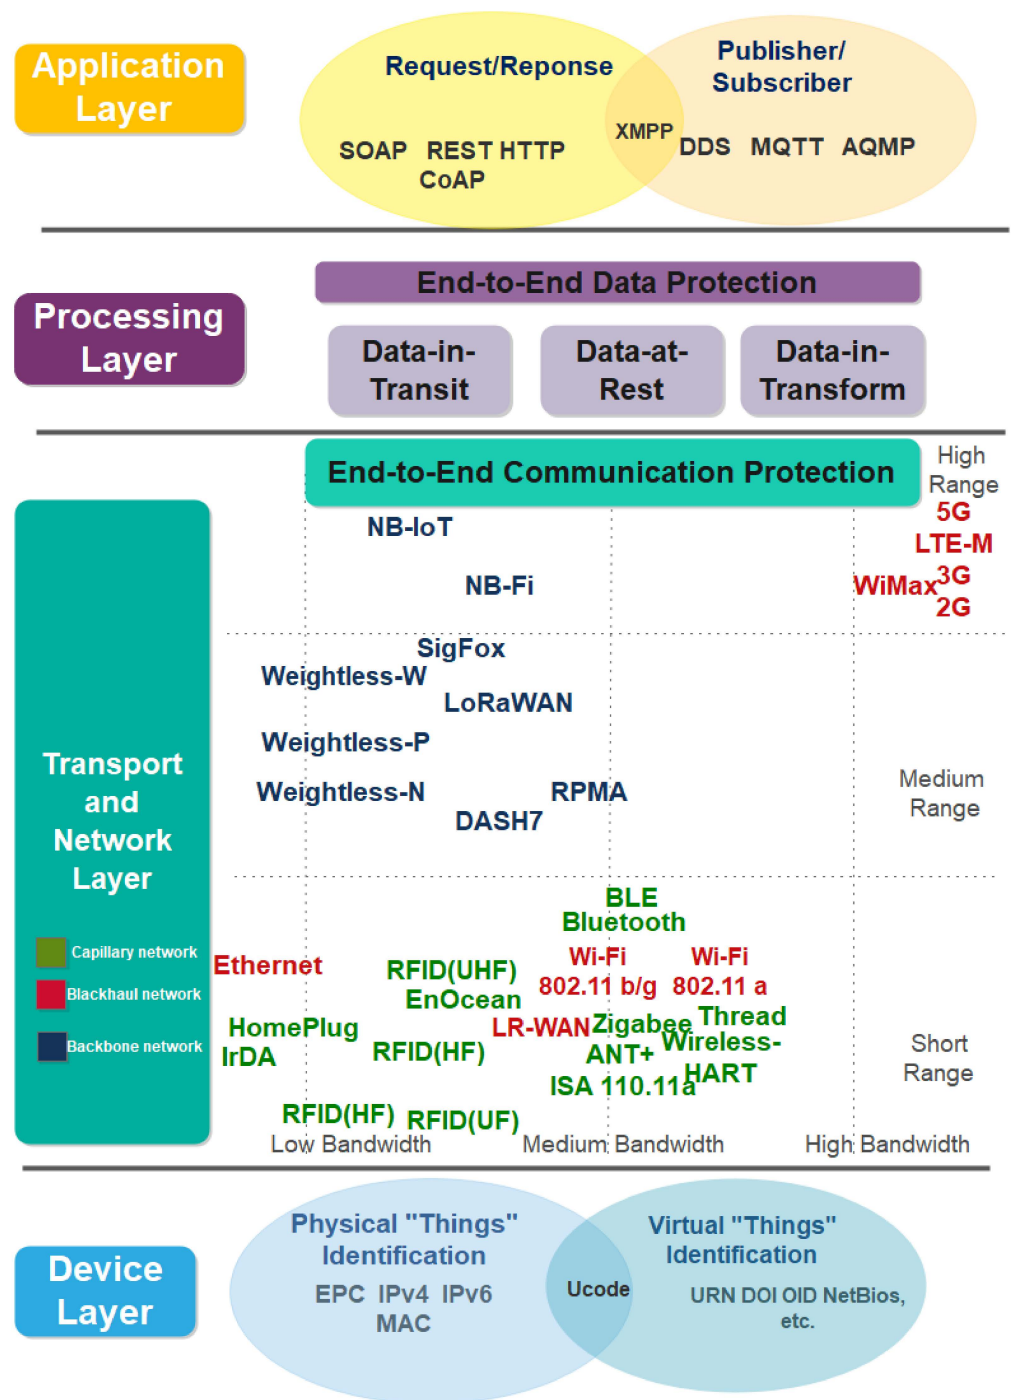 Application
Layer
Request/Reponse
Publisher/
Subscriber
XMPP
SOAP REST HTTP
CoAP
DDS MQTT AQMP
Processing
Layer
End-to-End Data Protection
Data-in-
Transit
Data-at-
Rest
Data-in-
Transform
End-to-End Communication Protection
High
Range
Transport
and
Network
Layer
Capillary network
Blackhaul network
Backbone network
NB-IoT
NB-Fi
5G
LTE-M
3G
WiMax
2G
SigFox
Weightless-W
LoRaWAN
Weightless-P
Weightless-N
RPMA
DASH7
Medium
Range
BLE
Bluetooth
Ethernet
RFID(UHF)
EnOcean
Wi-Fi
802.11 b/g
Wi-Fi
802.11 a
HomePlug
IrDA
RFID(HF)
LR-WAN
Zigabee
Thread
ANT+
Wireless-
HART
ISA 110.11a
Short
Range
RFID(HF)
RFID(UF)
Low Bandwidth
Medium Bandwidth
High Bandwidth
Device
Layer
Physical "Things"
Identification
EPC IPv4 IPv6
MAC
Ucode
Virtual "Things"
Identification
URN DOI OID NetBios,
etc.